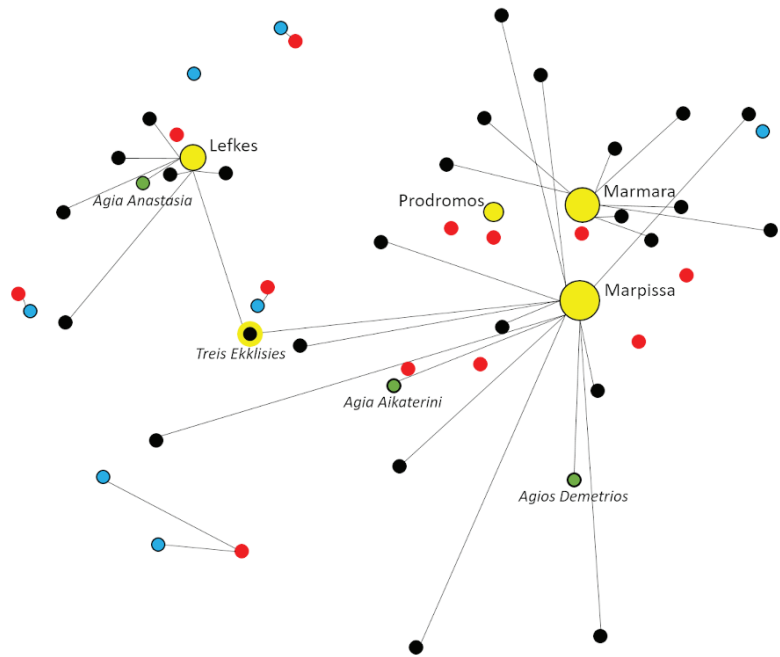 Lefkes
Agia Anastasia
Prodromos
Marmara
Marpissa
Treis Ekklisies
Agia Aikaterini
Agios Demetrios